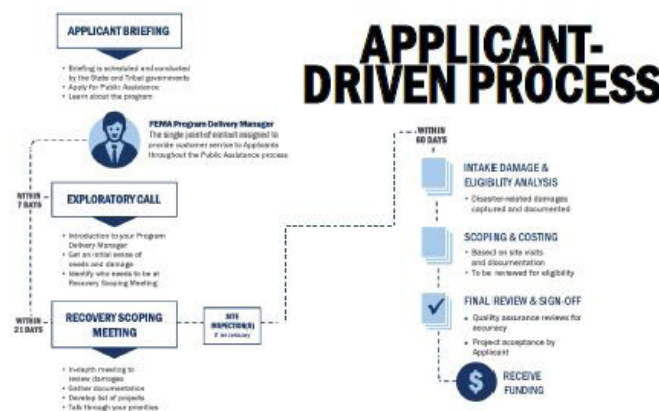 APPLICANT BRIEFING
• Briefing is scheduled and conducted
by the State and Tribal governments
• Apply for Public Assistance
• Learn about the program
FEMA Program Delivery Manager
The single point of contact assigned to
provide customer service to Applicants
throughout the Public Assistance process
WITHIN
7 DAYS
EXPLORATORY CALL
• Introduction to your Program
Delivery Manager
• Get an initial sense of
needs and damage
• Identify who needs to be at
Recovery Scoping Meeting
WITHIN
21 DAYS
RECOVERY SCOPING
MEETING
• In-depth meeting to
review damages
• Gather documentation
• Develop list of projects
• Talk through your priorities
SITE
INSPECTION(S)
if necessary
APPLICANT-
DRIVEN PROCESS
WITHIN
60 DAYS
INTAKE DAMAGE &
ELIGIBILITY ANALYSIS
• Disaster-related damages
captured and documented
SCOPING & COSTING
• Based on site visits
and documentation
• To be reviewed for eligibility
FINAL REVIEW & SIGN-OFF
• Quality assurance reviews for
accuracy
• Project acceptance by
Applicant
$
RECEIVE
FUNDING